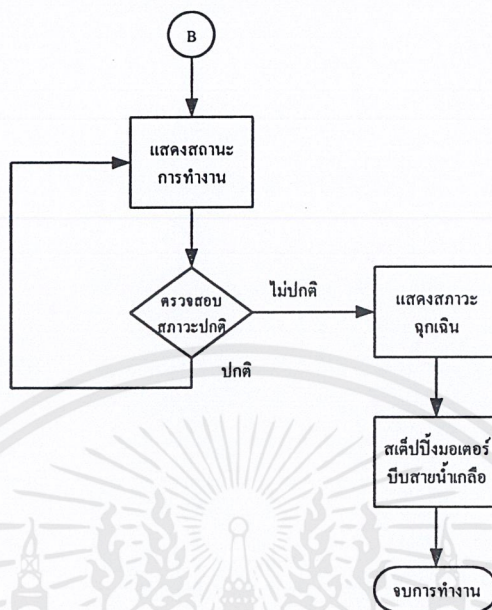 B
แสดงสถานะ
การทำงาน
ตรวจสอบ
สภาวะปกติ
ไม่ปกติ
ปกติ
แสดงสภาวะ
ฉุกเฉิน
สเต็ปปิ้งมอเตอร์
บีบสายน้ำเกลือ
จบการทำงาน